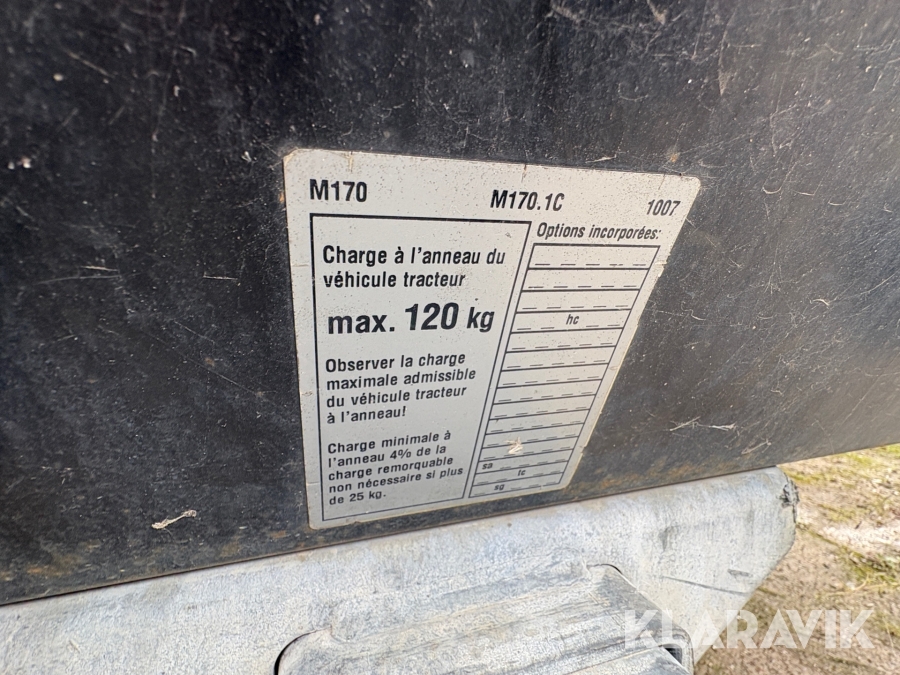 M170 M170.1C 1007
Charge à l'anneau du
véhicule tracteur
max. 120 kg
Observer la charge
maximale admissible
du véhicule tracteur
à l'anneau!
Charge minimale à
l'anneau 4% de la
charge remorquable
non nécessaire si plus
de 25 kg.
Options incorporées:
hc
sa
tc
sg
KLARAVIK